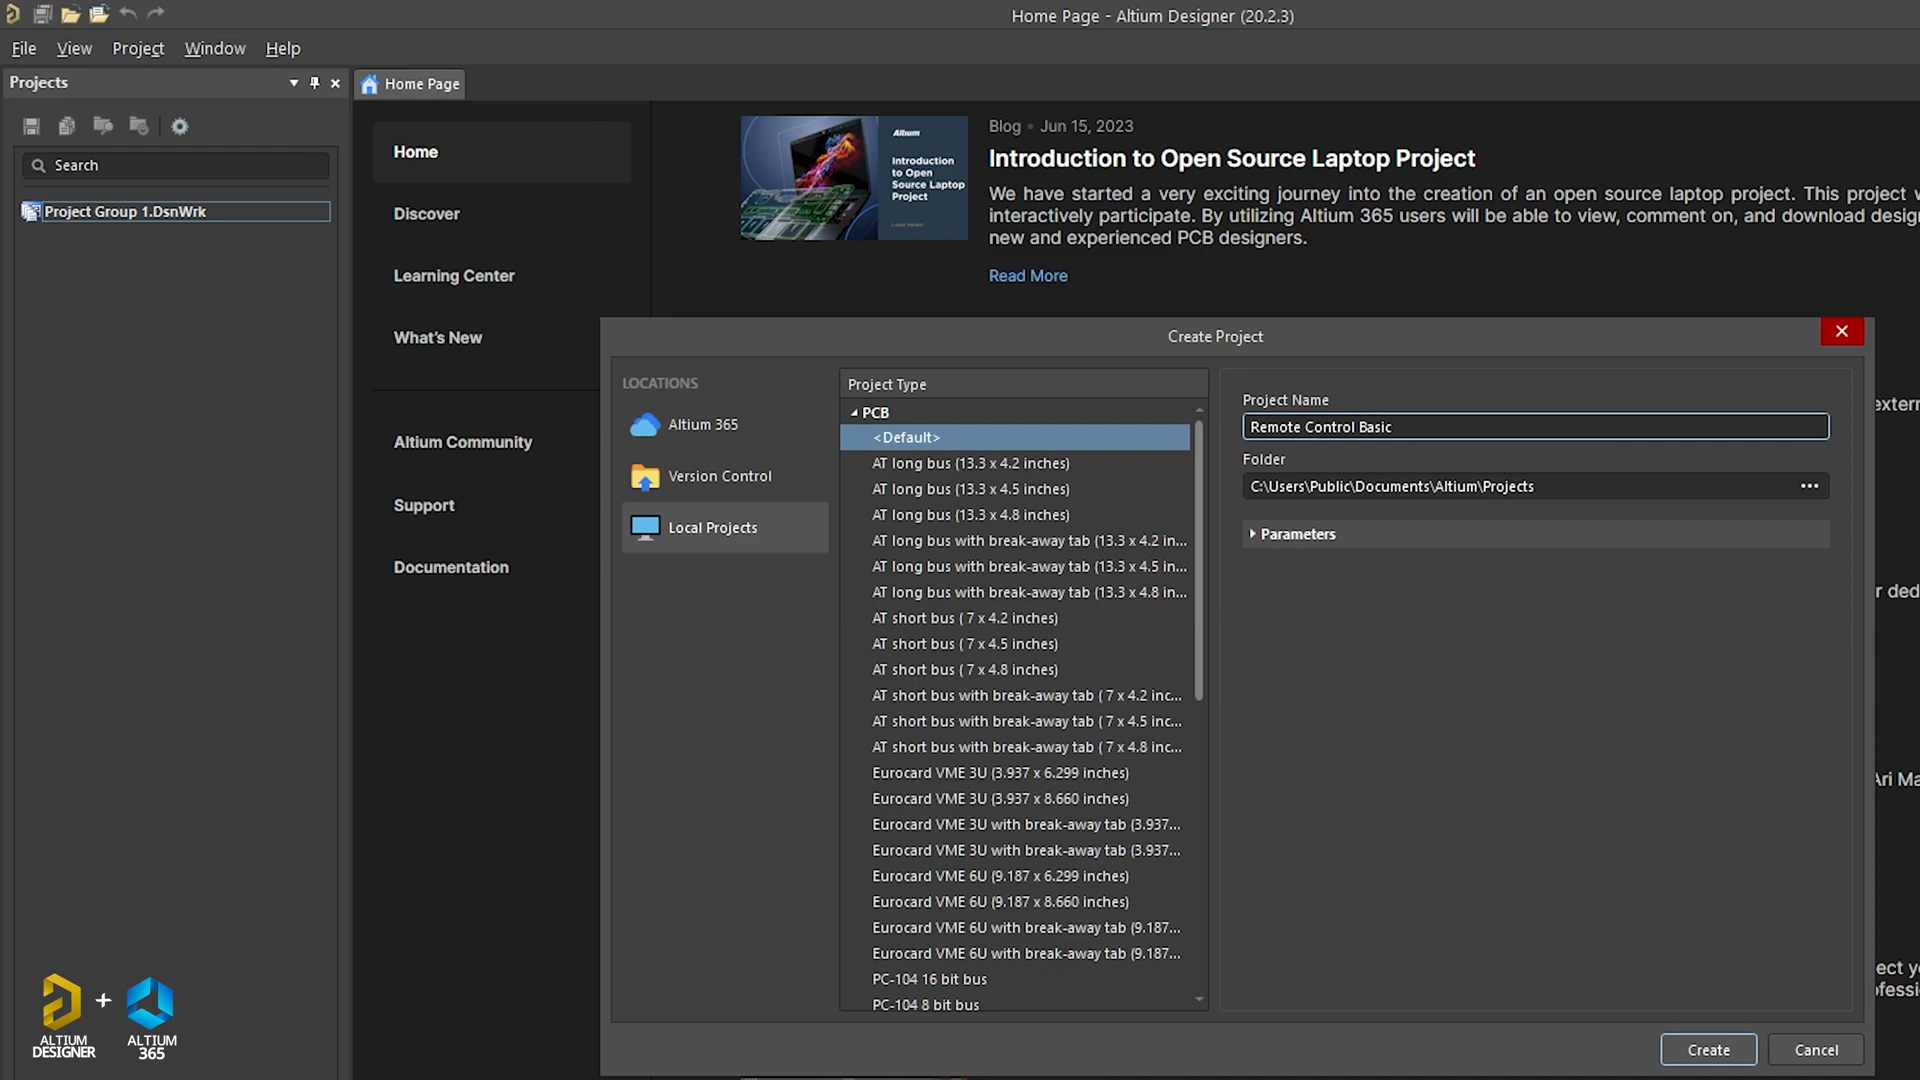 Home Page - Altium Designer (20.2.3)
File View Project Window Help
Projects
Home Page
Search
Project Group 1.DsnWrk
Home
Discover
Learning Center
What's New
Altium Community
Support
Documentation
Altium
Introduction
to Open
Source Laptop
Project
Blog • Jun 15, 2023
Introduction to Open Source Laptop Project
We have started a very exciting journey into the creation of an open source laptop project. This project
interactively participate. By utilizing Altium 365 users will be able to view, comment on, and download desig
new and experienced PCB designers.
Read More
Create Project
LOCATIONS
Altium 365
Version Control
Local Projects
Project Type
PCB
<Default>
AT long bus (13.3 x 4.2 inches)
AT long bus (13.3 x 4.5 inches)
AT long bus (13.3 x 4.8 inches)
AT long bus with break-away tab (13.3 x 4.2 in...
AT long bus with break-away tab (13.3 x 4.5 in...
AT long bus with break-away tab (13.3 x 4.8 in...
AT short bus ( 7 x 4.2 inches)
AT short bus ( 7 x 4.5 inches)
AT short bus ( 7 x 4.8 inches)
AT short bus with break-away tab ( 7 x 4.2 inc...
AT short bus with break-away tab ( 7 x 4.5 inc...
AT short bus with break-away tab ( 7 x 4.8 inc...
Eurocard VME 3U (3.937 x 6.299 inches)
Eurocard VME 3U (3.937 x 8.660 inches)
Eurocard VME 3U with break-away tab (3.937...
Eurocard VME 3U with break-away tab (3.937...
Eurocard VME 6U (9.187 x 6.299 inches)
Eurocard VME 6U (9.187 x 8.660 inches)
Eurocard VME 6U with break-away tab (9.187...
Eurocard VME 6U with break-away tab (9.187...
PC-104 16 bit bus
PC-104 8 bit bus
Project Name
Remote Control Basic
Folder
C:\Users\Public\Documents\Altium\Projects
Parameters
Create
Cancel
xtern
r ded
Ari Ma
ect y
fessi
ALTIUM
DESIGNER
+
ALTIUM
365